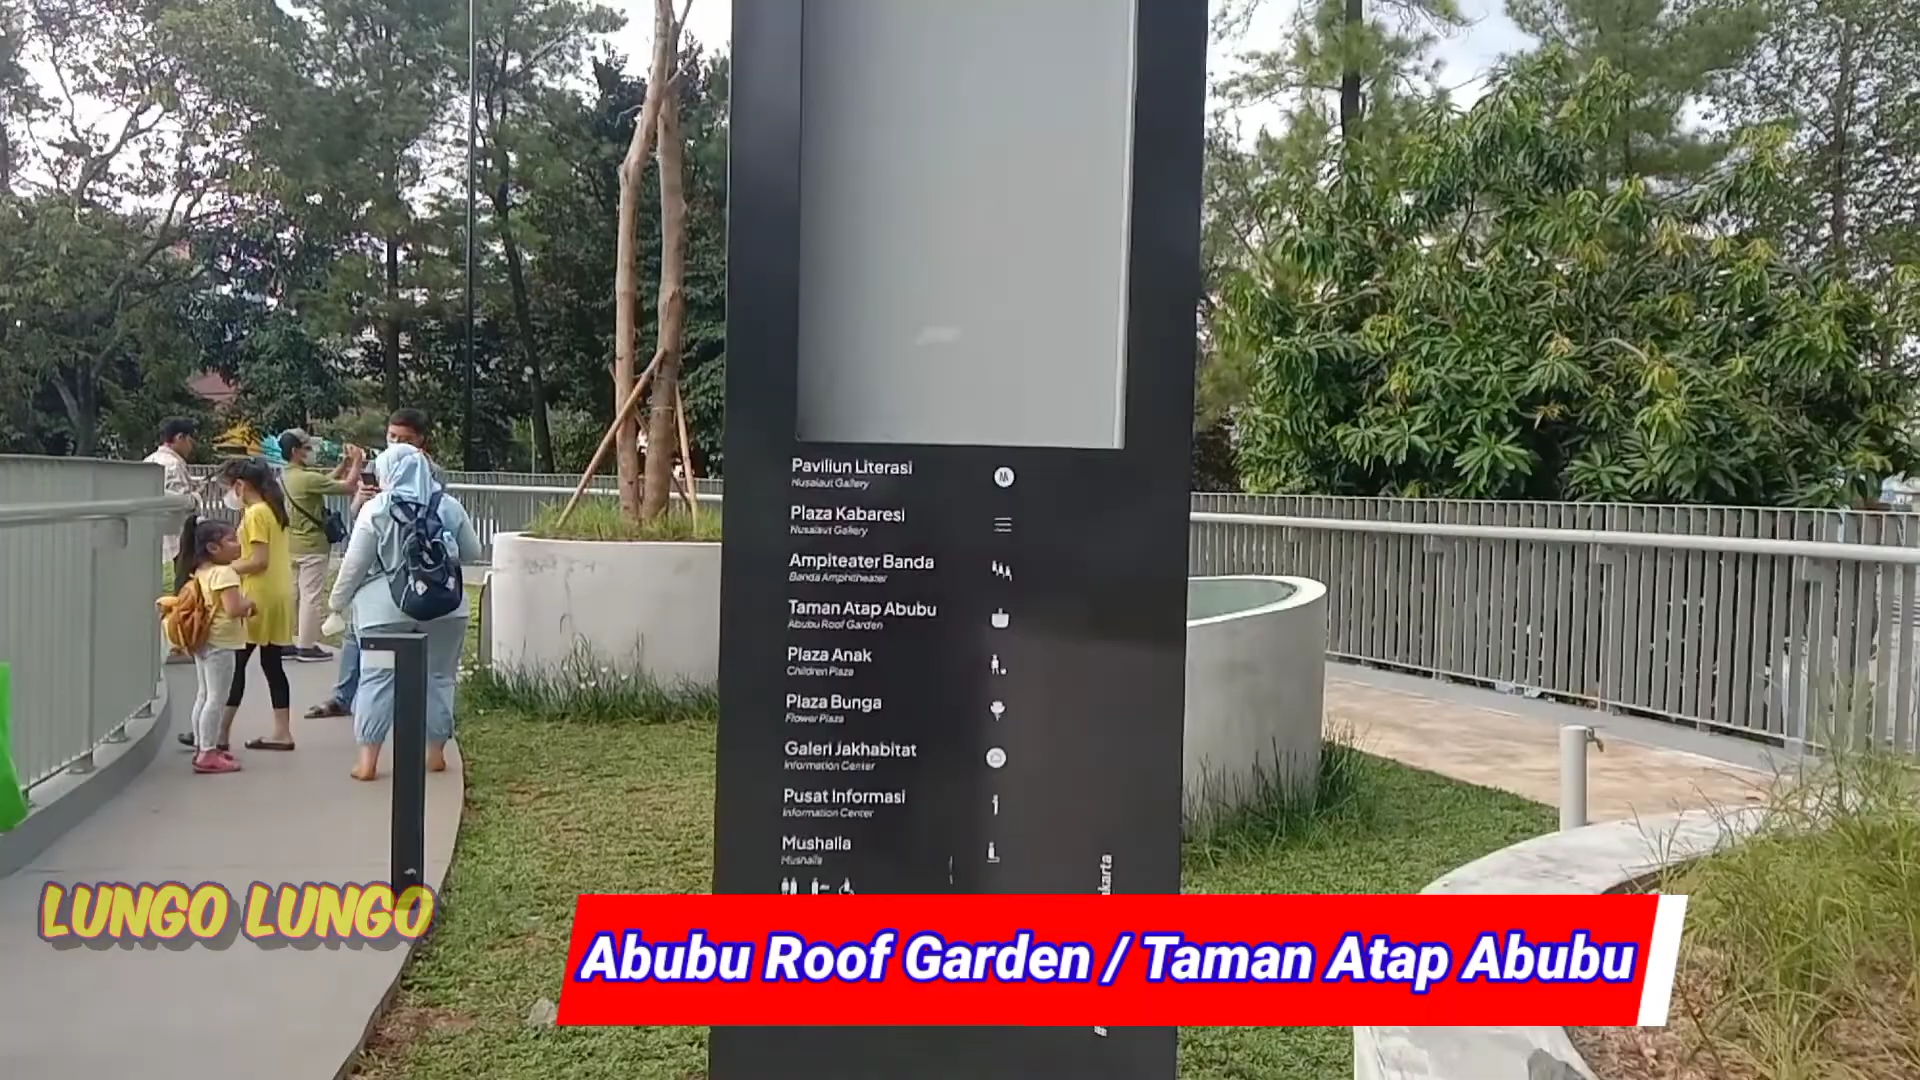 Paviliun Literasi
Nusalaut Gallery
Plaza Kabaresi
Nusalaut Gallery
Ampiteater Banda
Banda Amphitheater
Taman Atap Abubu
Abubu Roof Garden
Plaza Anak
Children Plaza
Plaza Bunga
Flower Plaza
Galeri Jakhabitat
Information Center
Pusat Informasi
Information Center
Mushalla
Mushalla
LUNGO LUNGO
Abubu Roof Garden / Taman Atap Abubu